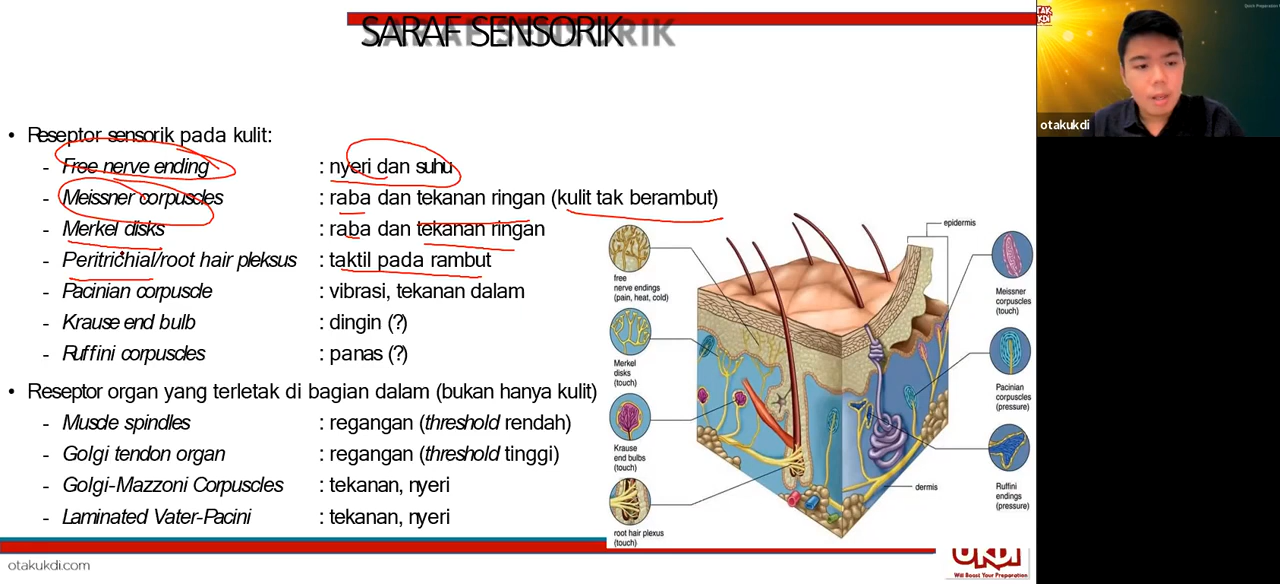 SARAF SENSORIK
• Reseptor sensorik pada kulit:
- Free nerve ending : nyeri dan suhu
- Meissner corpuscles : raba dan tekanan ringan (kulit tak berambut)
- Merkel disks : raba dan tekanan ringan
- Peritrichial/root hair pleksus : taktil pada rambut
- Pacinian corpuscle : vibrasi, tekanan dalam
- Krause end bulb : dingin (?)
- Ruffini corpuscles : panas (?)
• Reseptor organ yang terletak di bagian dalam (bukan hanya kulit)
- Muscle spindles : regangan (threshold rendah)
- Golgi tendon organ : regangan (threshold tinggi)
- Golgi-Mazzoni Corpuscles : tekanan, nyeri
- Laminated Vater-Pacini : tekanan, nyeri
free
nerve endings
(pain, heat, cold)
Merkel
disks
(touch)
Krause
end bulbs
(touch)
root hair plexus
(touch)
epidermis
Meissner
corpuscles
(touch)
Pacinian
corpuscles
(pressure)
Ruffini
endings
(pressure)
dermis
otakukdi.com
UKDI
Will Boost Your Preparation
otakukdi